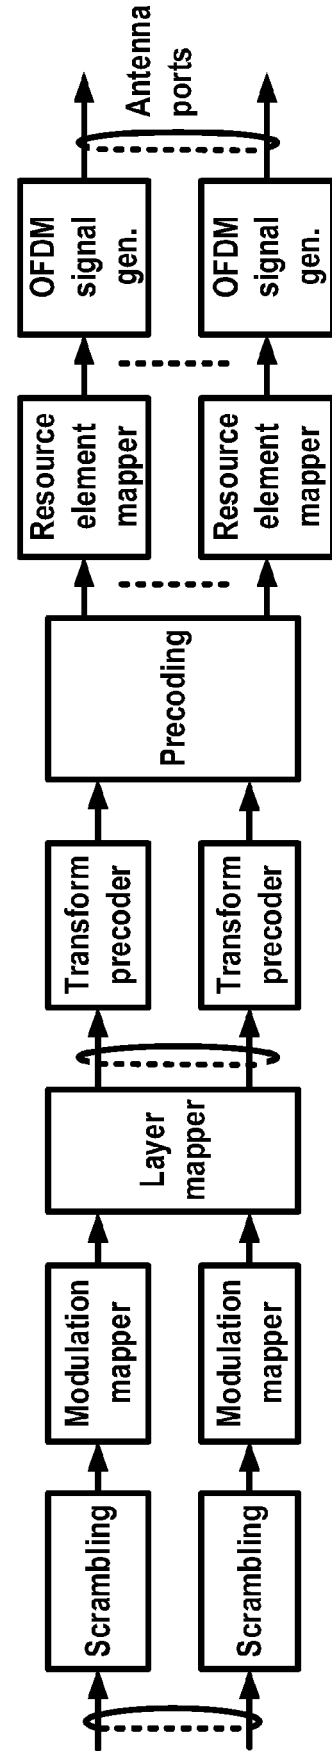 Scrambling
Scrambling
Modulation
mapper
Modulation
mapper
Layer
mapper
Transform
precoder
Transform
precoder
Precoding
Resource
element
mapper
Resource
element
mapper
OFDM
signal
gen.
OFDM
signal
gen.
Antenna
ports